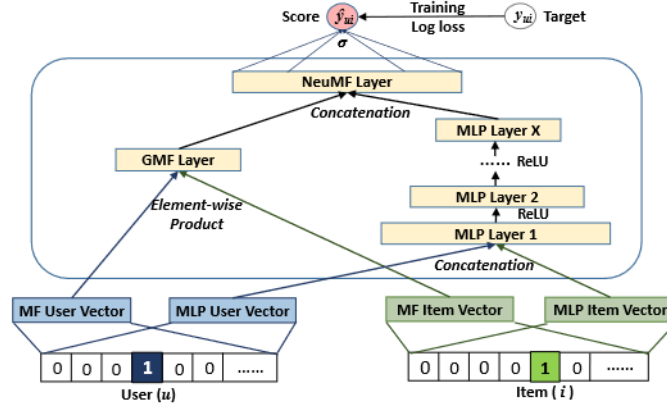 Score ŷui Training yui Target
Log loss
σ
NeuMF Layer
Concatenation
MLP Layer X
GMF Layer
...... ReLU
MLP Layer 2
Element-wise
Product
ReLU
MLP Layer 1
Concatenation
MF User Vector MLP User Vector MF Item Vector MLP Item Vector
0 0 0 1 0 0 ...... 0 0 0 0 1 0 ......
User (u) Item ( i )